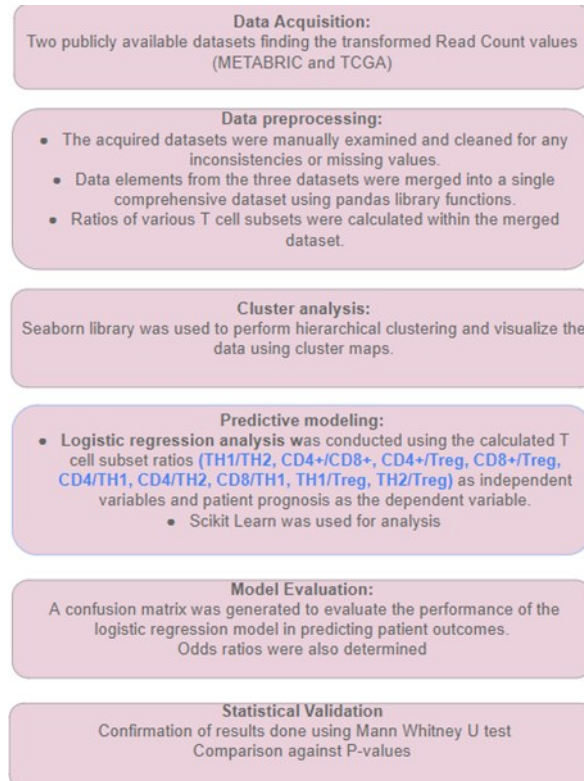 Data Acquisition:
Two publicly available datasets finding the transformed Read Count values
(METABRIC and TCGA)
Data preprocessing:
● The acquired datasets were manually examined and cleaned for any
inconsistencies or missing values.
● Data elements from the three datasets were merged into a single
comprehensive dataset using pandas library functions.
● Ratios of various T cell subsets were calculated within the merged
dataset.
Cluster analysis:
Seaborn library was used to perform hierarchical clustering and visualize the
data using cluster maps.
Predictive modeling:
● Logistic regression analysis was conducted using the calculated T
cell subset ratios (TH1/TH2, CD4+/CD8+, CD4+/Treg, CD8+/Treg,
CD4/TH1, CD4/TH2, CD8/TH1, TH1/Treg, TH2/Treg) as independent
variables and patient prognosis as the dependent variable.
● Scikit Learn was used for analysis
Model Evaluation:
A confusion matrix was generated to evaluate the performance of the
logistic regression model in predicting patient outcomes.
Odds ratios were also determined
Statistical Validation
Confirmation of results done using Mann Whitney U test
Comparison against P-values